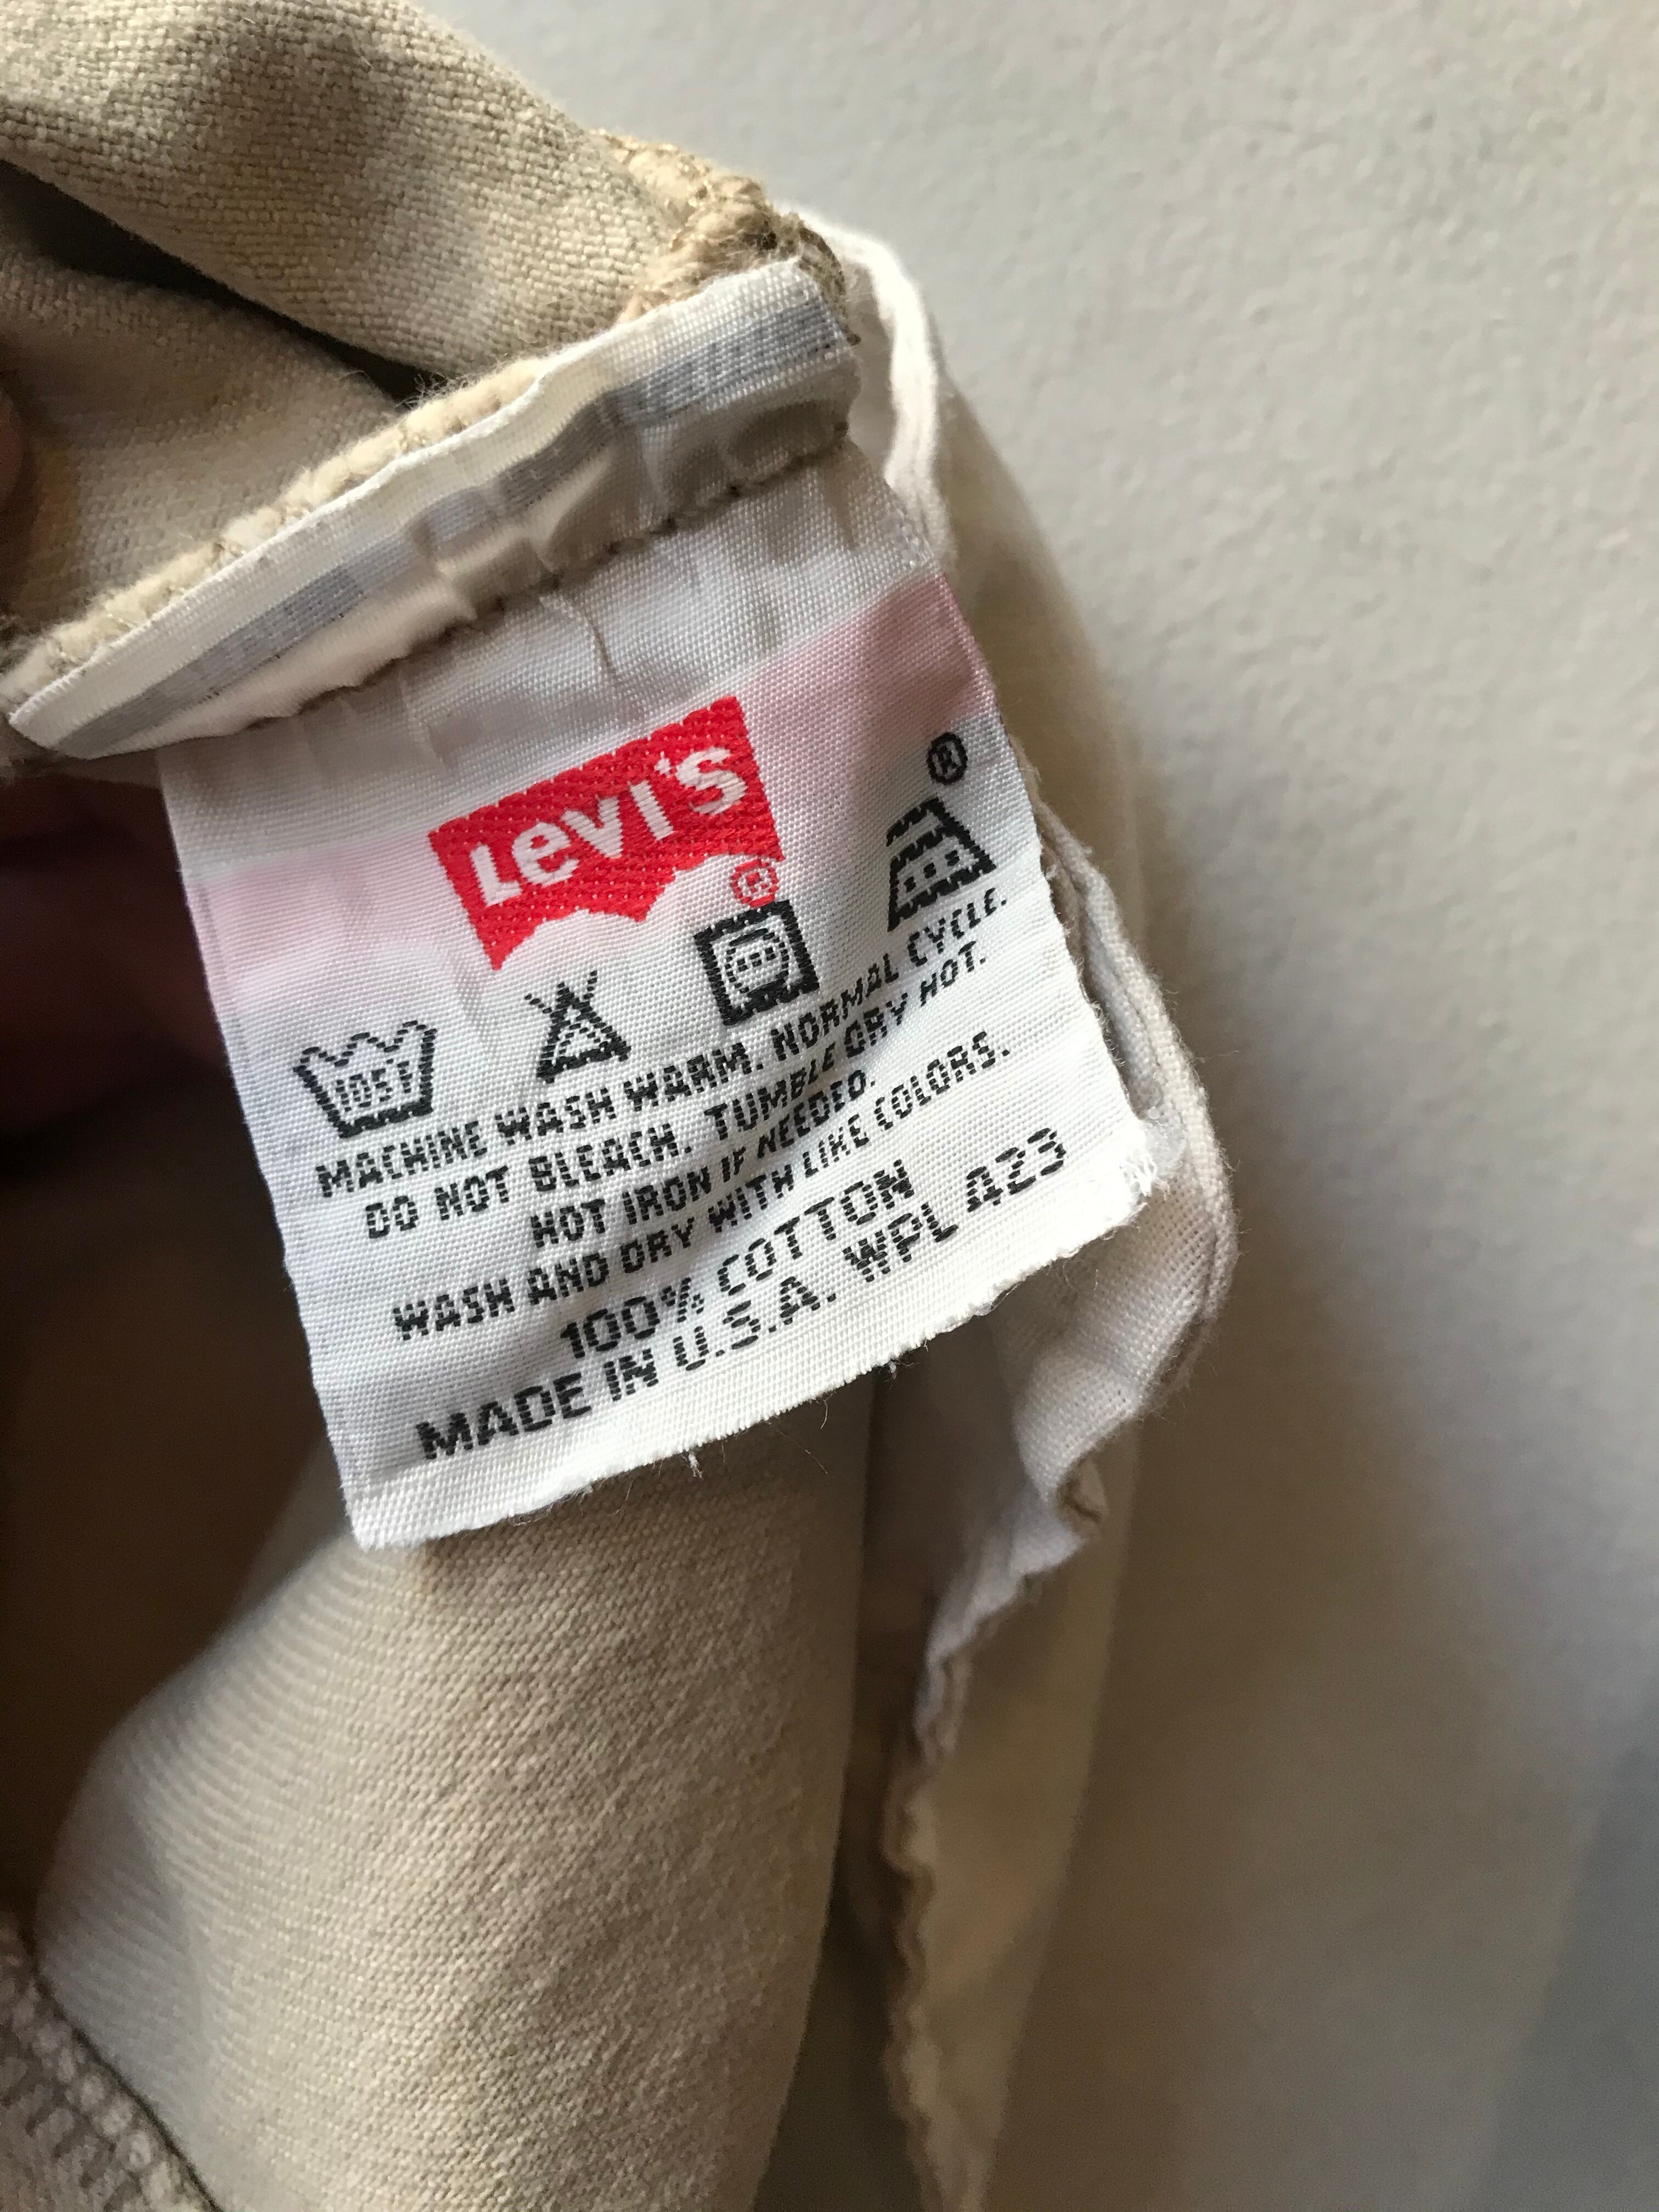 Levi's
®
®
105F
MACHINE WASH WARM. NORMAL CYCLE.
DO NOT BLEACH. TUMBLE DRY HOT.
HOT IRON IF NEEDED.
WASH AND DRY WITH LIKE COLORS.
100% COTTON
MADE IN U.S.A. WPL 423